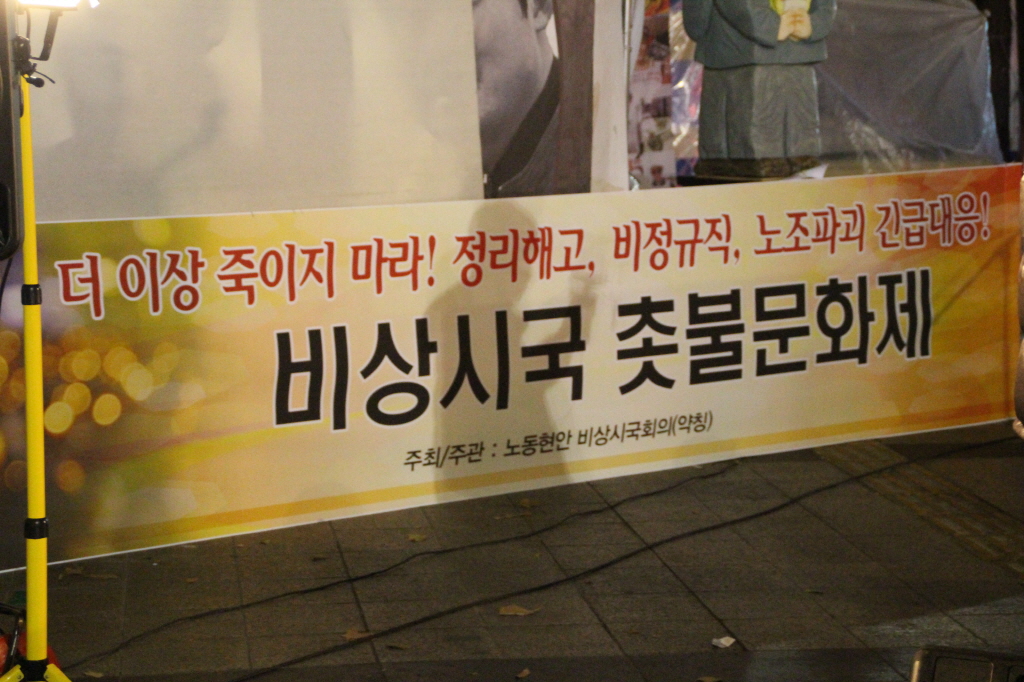 더 이상 죽이지 마라! 정리해고, 비정규직, 노조파괴 긴급대응!
비상시국 촛불문화제
주최/주관 : 노동현안 비상시국회의(약칭)